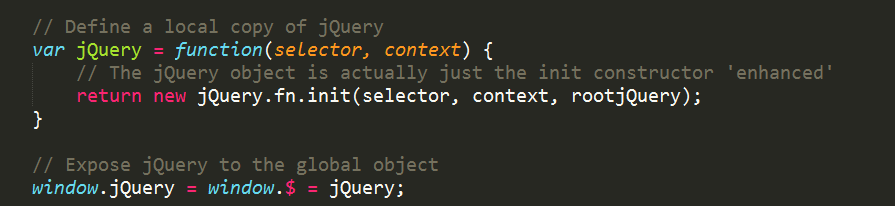 // Define a local copy of jQuery
var jQuery = function(selector, context) {
    // The jQuery object is actually just the init constructor 'enhanced'
    return new jQuery.fn.init(selector, context, rootjQuery);
}
// Expose jQuery to the global object
window.jQuery = window.$ = jQuery;